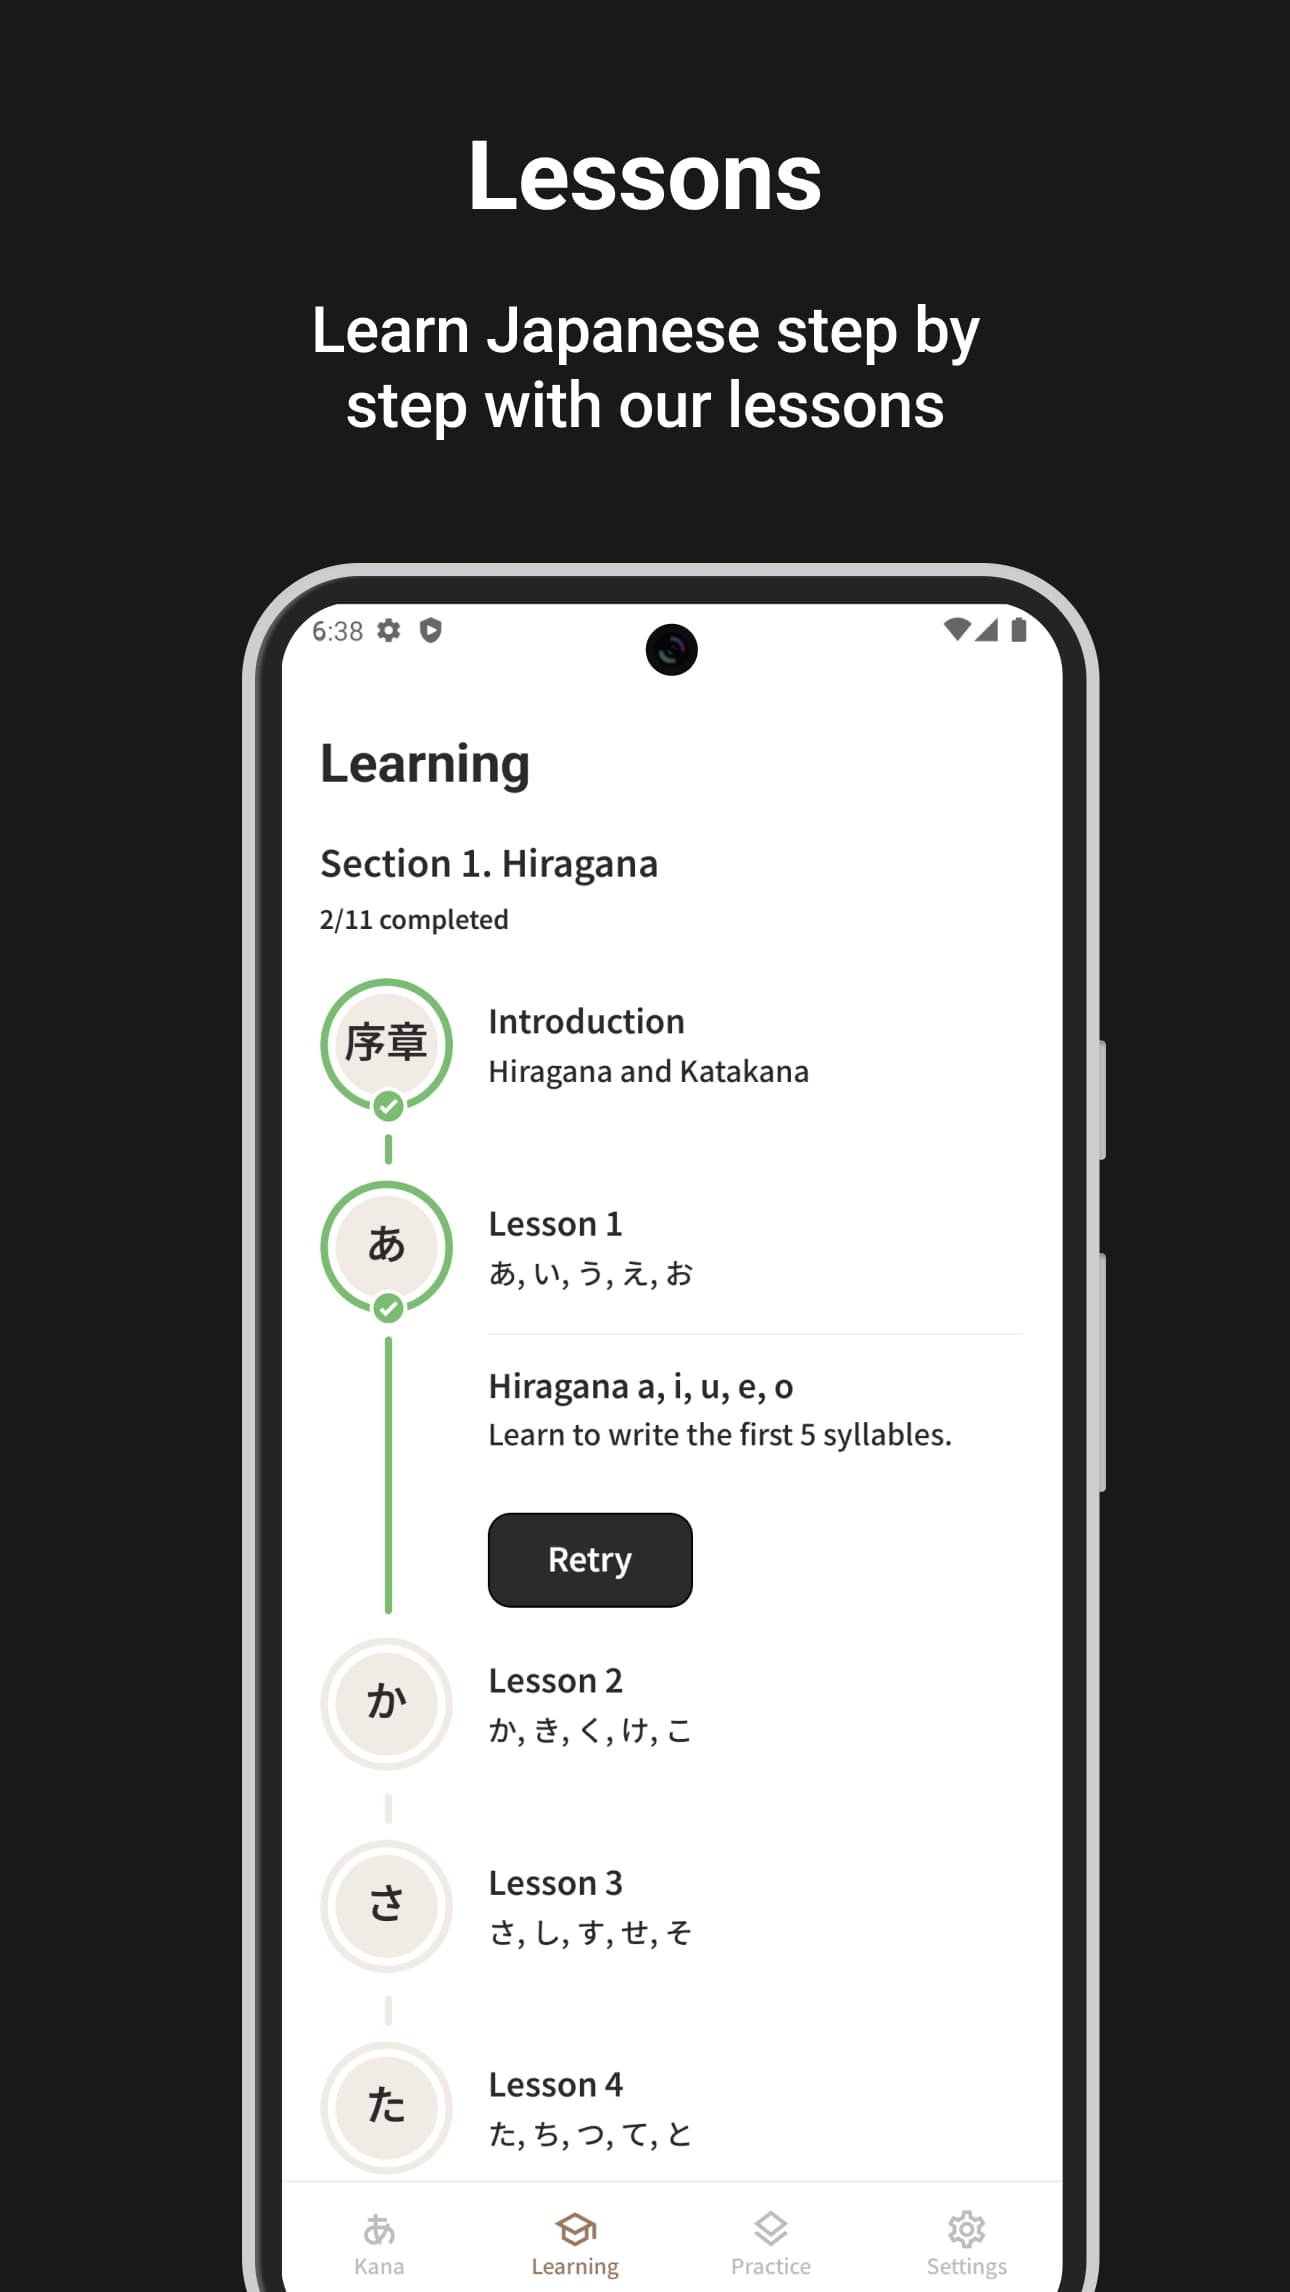 Lessons
Learn Japanese step by
step with our lessons
6:38
Learning
Section 1. Hiragana
2/11 completed
序章
Introduction
Hiragana and Katakana
あ
Lesson 1
あ, い, う, え, お
Hiragana a, i, u, e, o
Learn to write the first 5 syllables.
Retry
か
Lesson 2
か, き, く, け, こ
さ
Lesson 3
さ, し, す, せ, そ
た
Lesson 4
た, ち, つ, て, と
あ
Kana
Learning
Practice
Settings